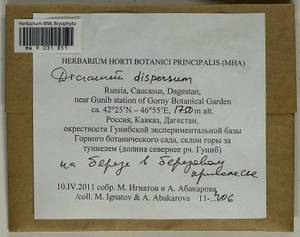 Herbarium MW, Bryophyta
MW 9 031 851
HERBARIUM HORTI BOTANICI PRINCIPALIS (MHA)
Dicranum dispersum
Russia, Caucasus, Dagestan,
near Gunib station of Gorny Botanical Garden
ca. 42°25'N – 46°55'E, 1750 m alt.
Россия, Кавказ, Дагестан,
окрестности Гунибской экспериментальной базы
Горного ботанического сада, склон горы за
туннелем (долина севернее рч. Гуниб)
на березе в березовом
криволесье
10.IV.2011 собр. М. Игнатов и А. Абакарова
/coll. M. Ignatov & A. Abakarova 11-406